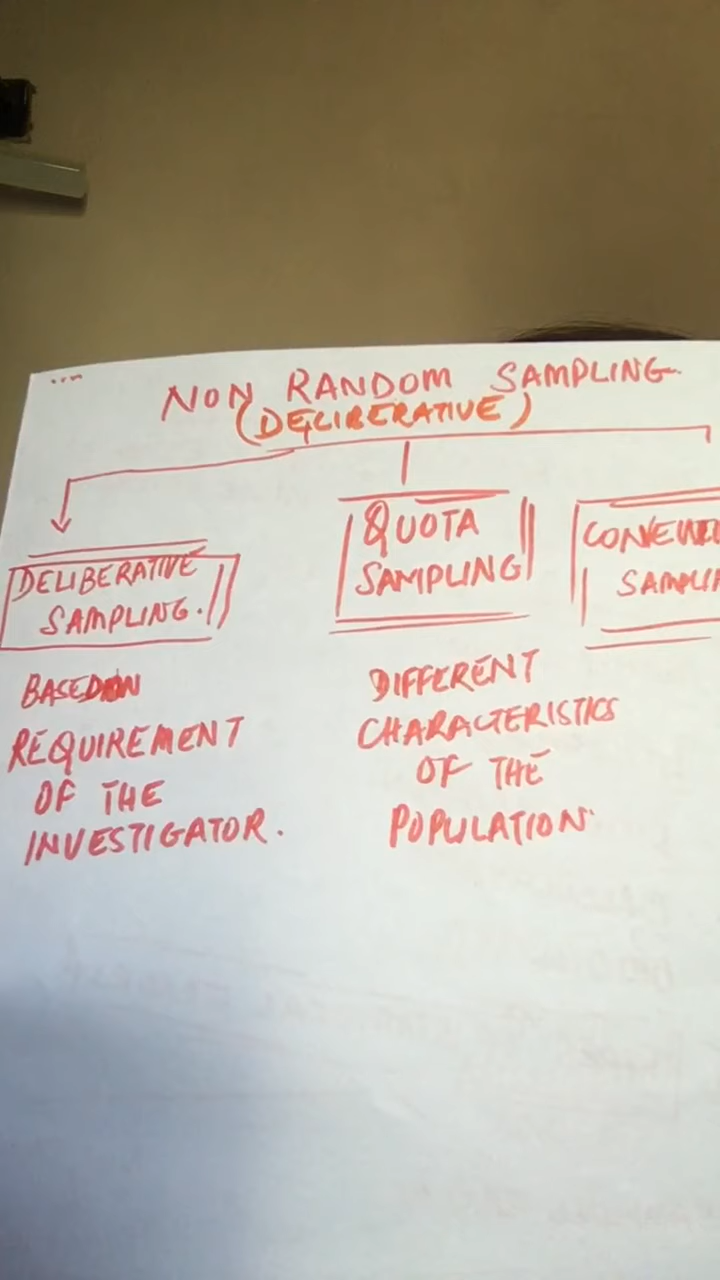 NON RANDOM SAMPLING
(DELIBERATIVE)
DELIBERATIVE
SAMPLING.
BASED ON
REQUIREMENT
OF THE
INVESTIGATOR.
QUOTA
SAMPLING
DIFFERENT
CHARACTERISTICS
OF THE
POPULATION